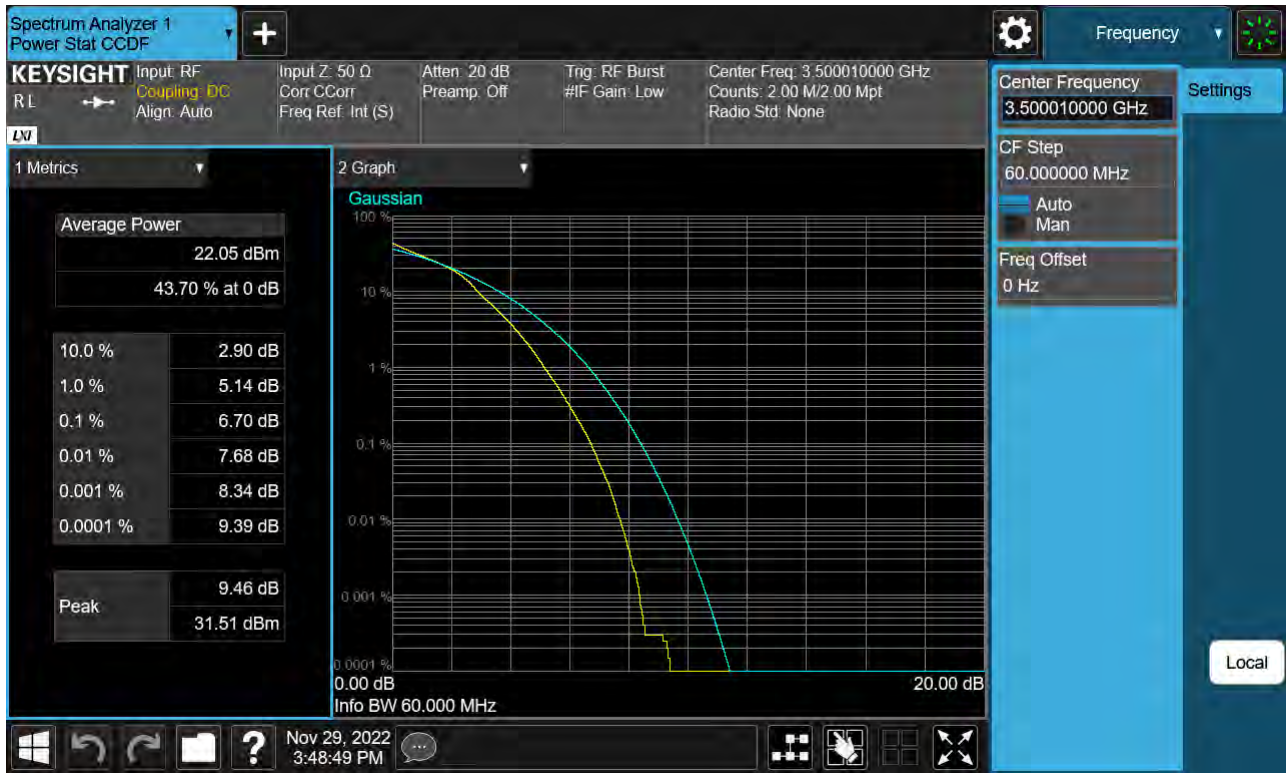 Spectrum Analyzer 1
Power Stat CCDF
Frequency
KEYSIGHT
RL
LXI
Input: RF
Coupling: DC
Align: Auto
Input Z: 50 Ω
Corr CCorr
Freq Ref: Int (S)
Atten: 20 dB
Preamp: Off
Trig: RF Burst
#IF Gain: Low
Center Freq: 3.500010000 GHz
Counts: 2.00 M/2.00 Mpt
Radio Std: None
Center Frequency
3.500010000 GHz
Settings
CF Step
60.000000 MHz
Auto
Man
Freq Offset
0 Hz
1 Metrics
Average Power
22.05 dBm
43.70 % at 0 dB
10.0 % 2.90 dB
1.0 % 5.14 dB
0.1 % 6.70 dB
0.01 % 7.68 dB
0.001 % 8.34 dB
0.0001 % 9.39 dB
Peak
9.46 dB
31.51 dBm
2 Graph
Gaussian
100 %
10 %
1 %
0.1 %
0.01 %
0.001 %
0.0001 %
0.00 dB 20.00 dB
Info BW 60.000 MHz
Local
?
Nov 29, 2022
3:48:49 PM